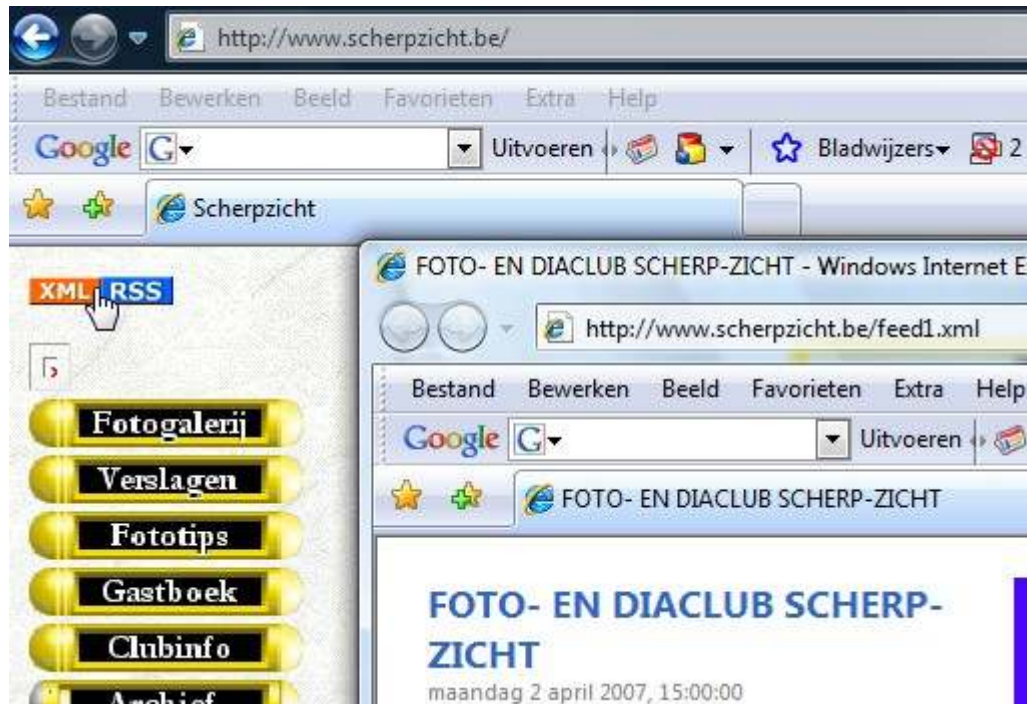 http://www.scherpzicht.be/
Bestand Bewerken Beeld Favorieten Extra Help
Google G Uitvoeren Bladwijzers 2
Scherpzicht
XML RSS
Fotogalerij
Verslagen
Fototips
Gastboek
Clubinfo
Archief
FOTO- EN DIACLUB SCHERP-ZICHT - Windows Internet E
http://www.scherpzicht.be/feed1.xml
Bestand Bewerken Beeld Favorieten Extra Help
Google G Uitvoeren
FOTO- EN DIACLUB SCHERP-ZICHT
FOTO- EN DIACLUB SCHERP-
ZICHT
maandag 2 april 2007, 15:00:00